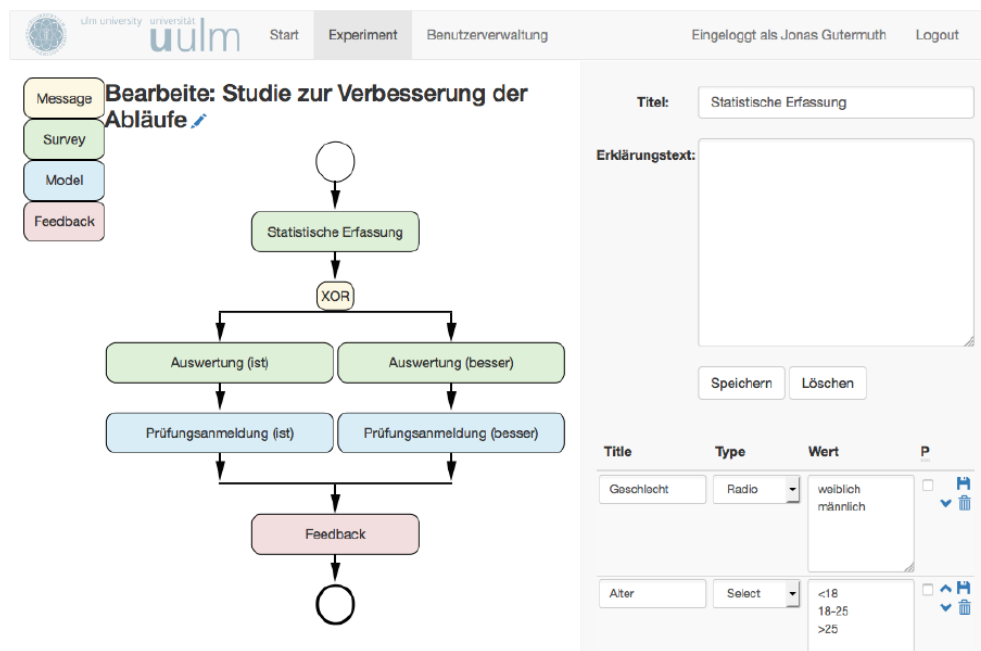 ulm university universität
uulm
Start
Experiment
Benutzerverwaltung
Eingeloggt als Jonas Gutermuth
Logout
Message
Survey
Model
Feedback
Bearbeite: Studie zur Verbesserung der
Abläufe
Statistische Erfassung
XOR
Auswertung (ist)
Auswertung (besser)
Prüfungsanmeldung (ist)
Prüfungsanmeldung (besser)
Feedback
Titel:
Statistische Erfassung
Erklärungstext:
Speichern
Löschen
Title
Type
Wert
P
Geschlecht
Radio
weiblich
männlich
Alter
Select
<18
18-25
>25